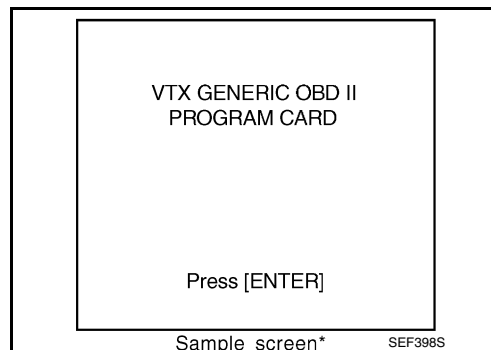 VTX GENERIC OBD II
PROGRAM CARD
Press [ENTER]
Sample screen*
SEF398S